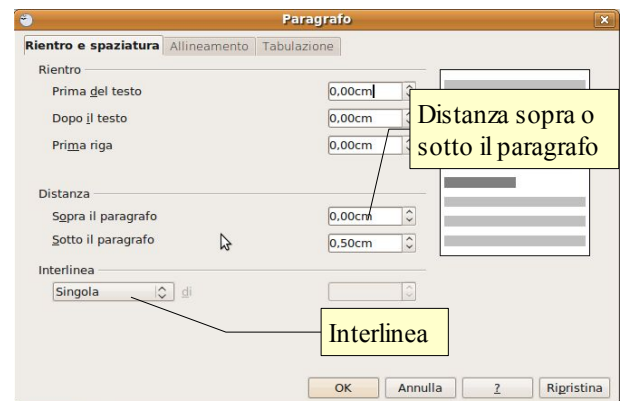 Paragrafo
Rientro e spaziatura Allineamento Tabulazione
Rientro
Prima del testo 0,00cm
Dopo il testo 0,00cm
Prima riga 0,00cm
Distanza sopra o
sotto il paragrafo
Distanza
Sopra il paragrafo 0,00cm
Sotto il paragrafo 0,50cm
Interlinea
Singola di
Interlinea
OK Annulla ? Ripristina